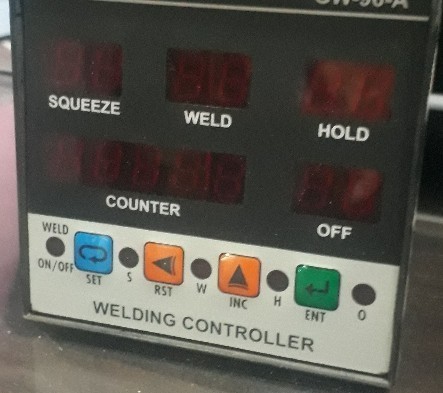 SQUEEZE WELD HOLD
COUNTER OFF
WELD
ON/OFF SET S RST W INC H ENT O
WELDING CONTROLLER